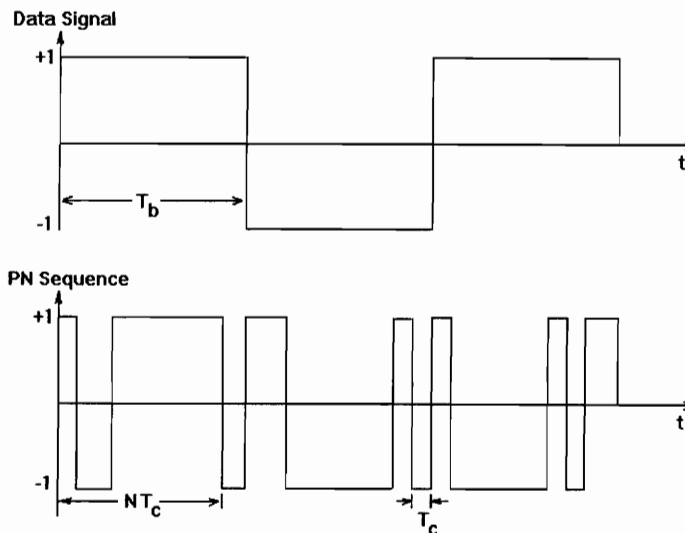 Data Signal
+1
t
T_b
-1
PN Sequence
+1
t
-1
NT_c
T_c